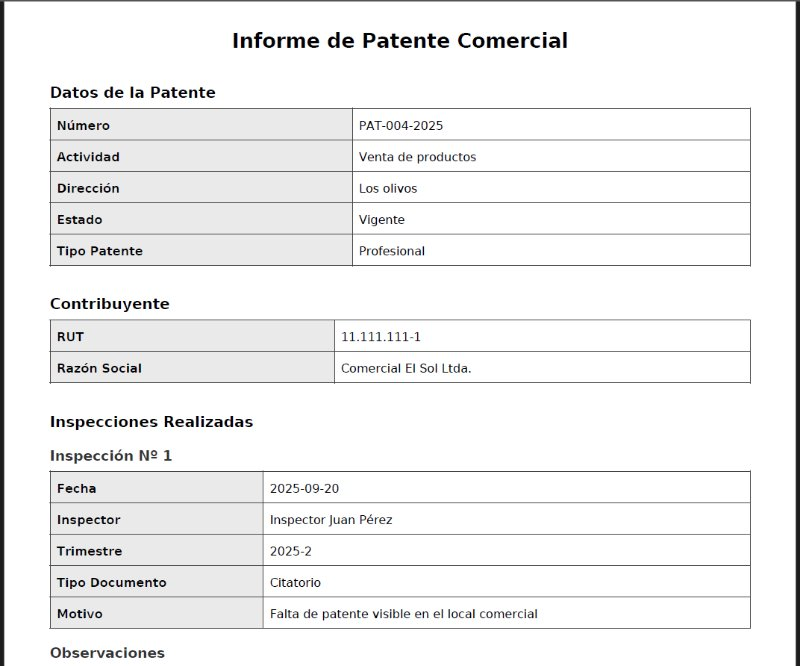 Informe de Patente Comercial
Datos de la Patente
Número PAT-004-2025
Actividad Venta de productos
Dirección Los olivos
Estado Vigente
Tipo Patente Profesional
Contribuyente
RUT 11.111.111-1
Razón Social Comercial El Sol Ltda.
Inspecciones Realizadas
Inspección Nº 1
Fecha 2025-09-20
Inspector Inspector Juan Pérez
Trimestre 2025-2
Tipo Documento Citatorio
Motivo Falta de patente visible en el local comercial
Observaciones